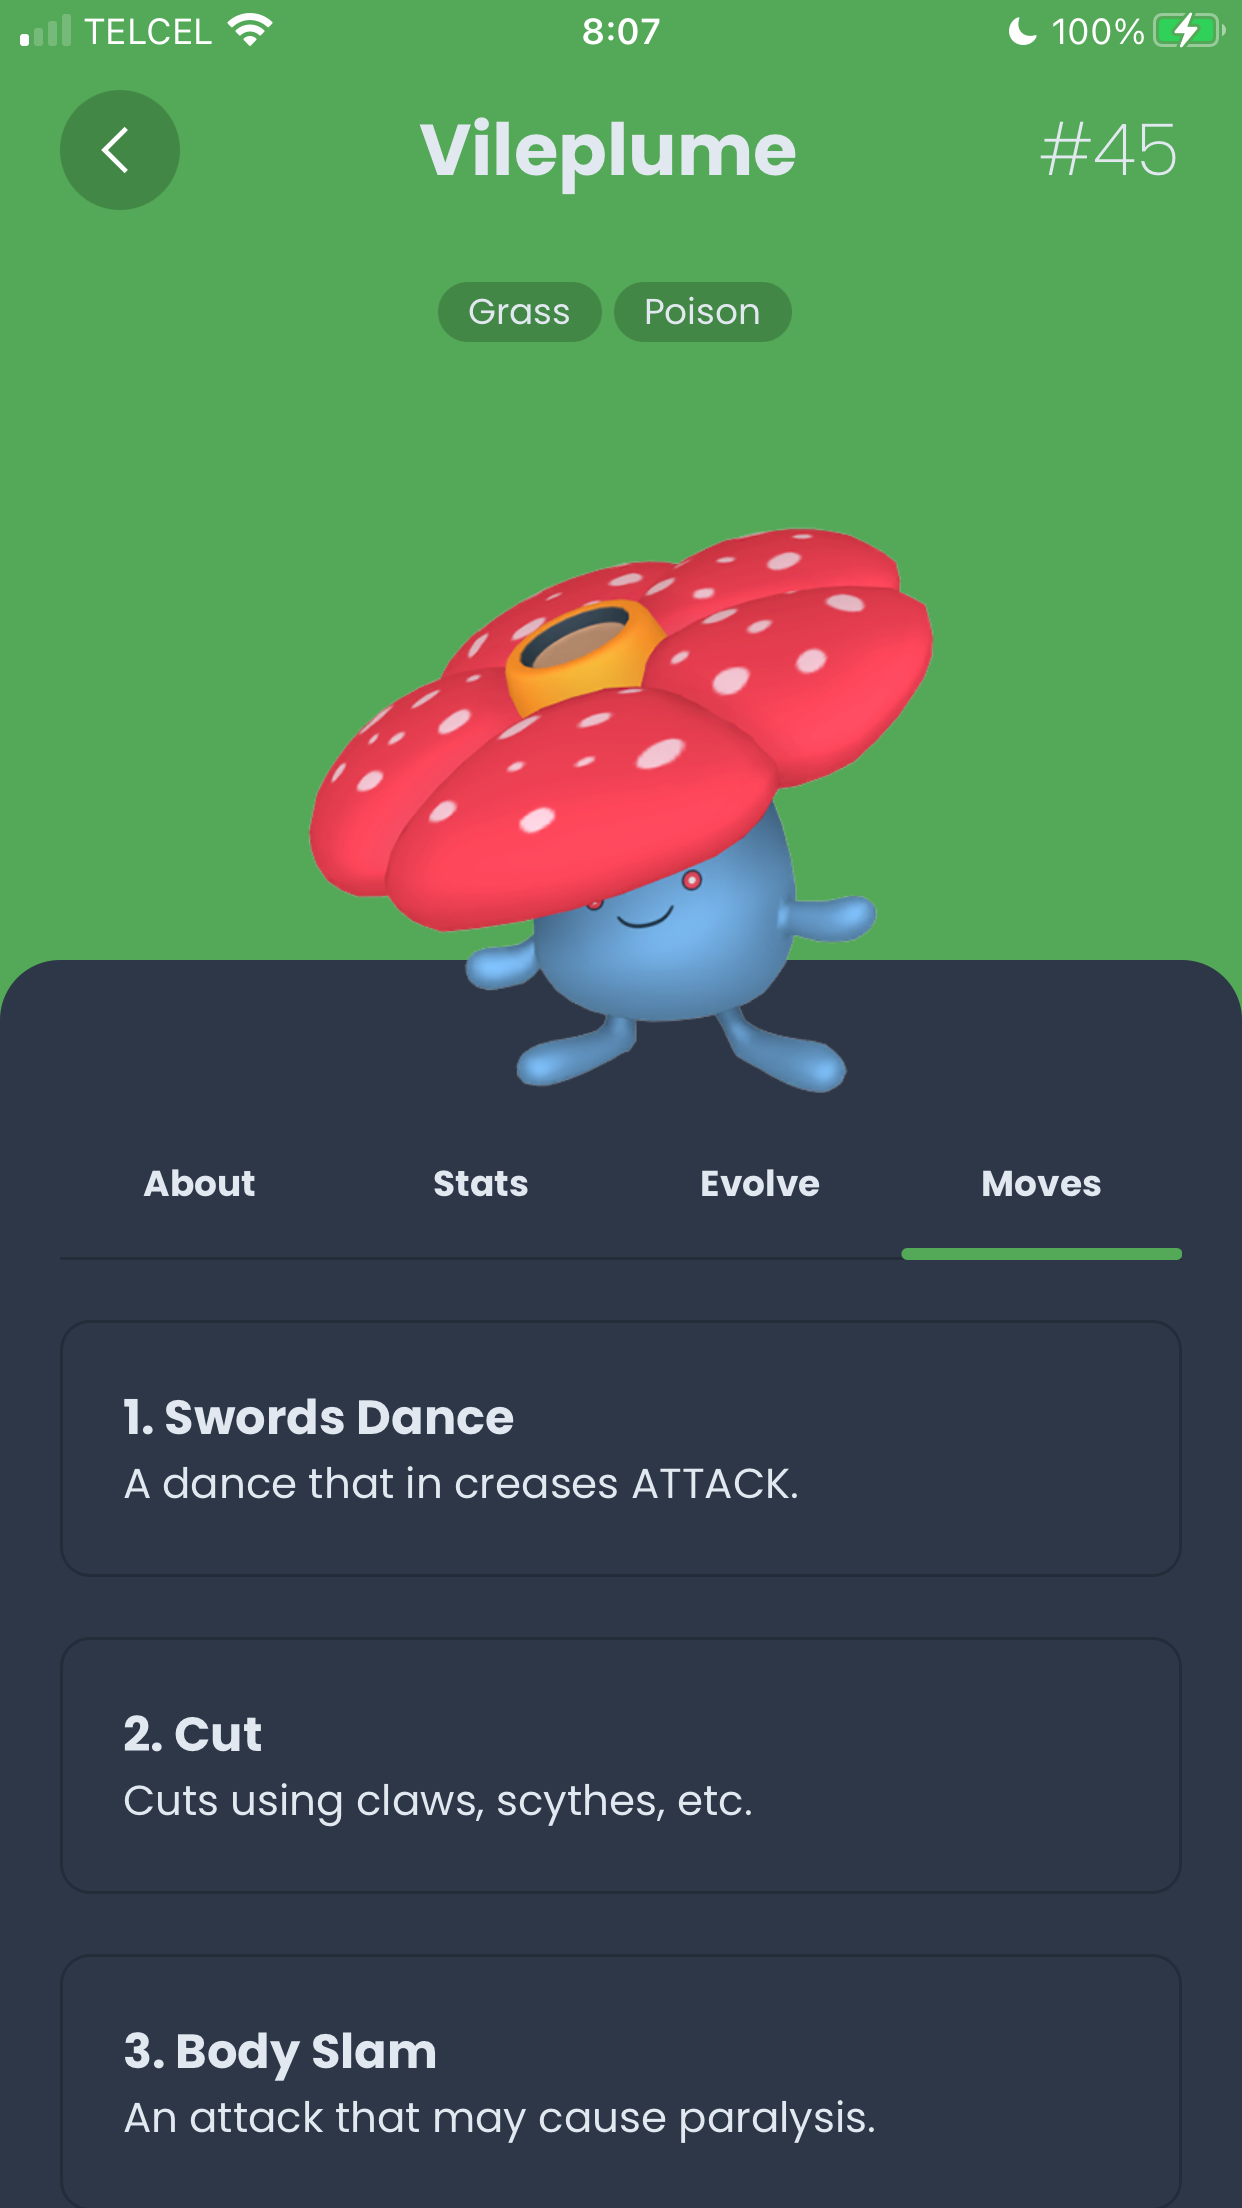 TELCEL 8:07 100%
Vileplume #45
Grass Poison
About Stats Evolve Moves
1. Swords Dance
A dance that in creases ATTACK.
2. Cut
Cuts using claws, scythes, etc.
3. Body Slam
An attack that may cause paralysis.